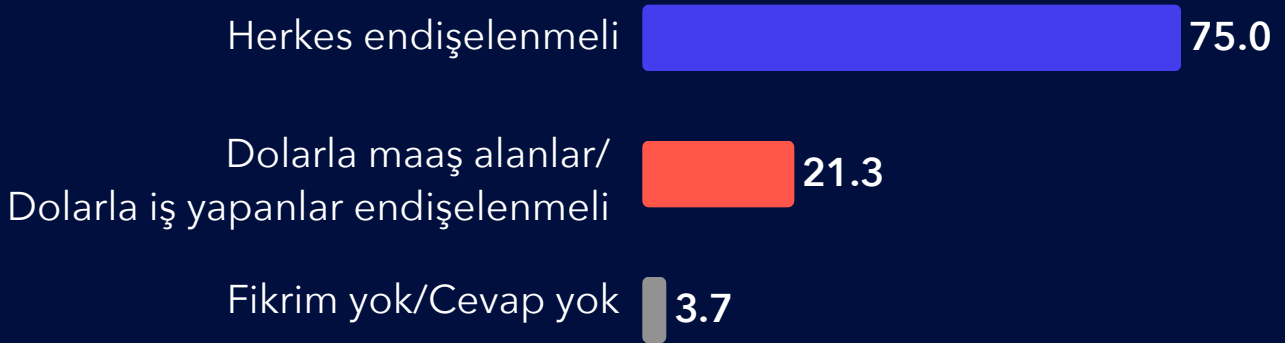 Herkes endişelenmeli 75.0
Dolarla maaş alanlar/
Dolarla iş yapanlar endişelenmeli 21.3
Fikrim yok/Cevap yok 3.7